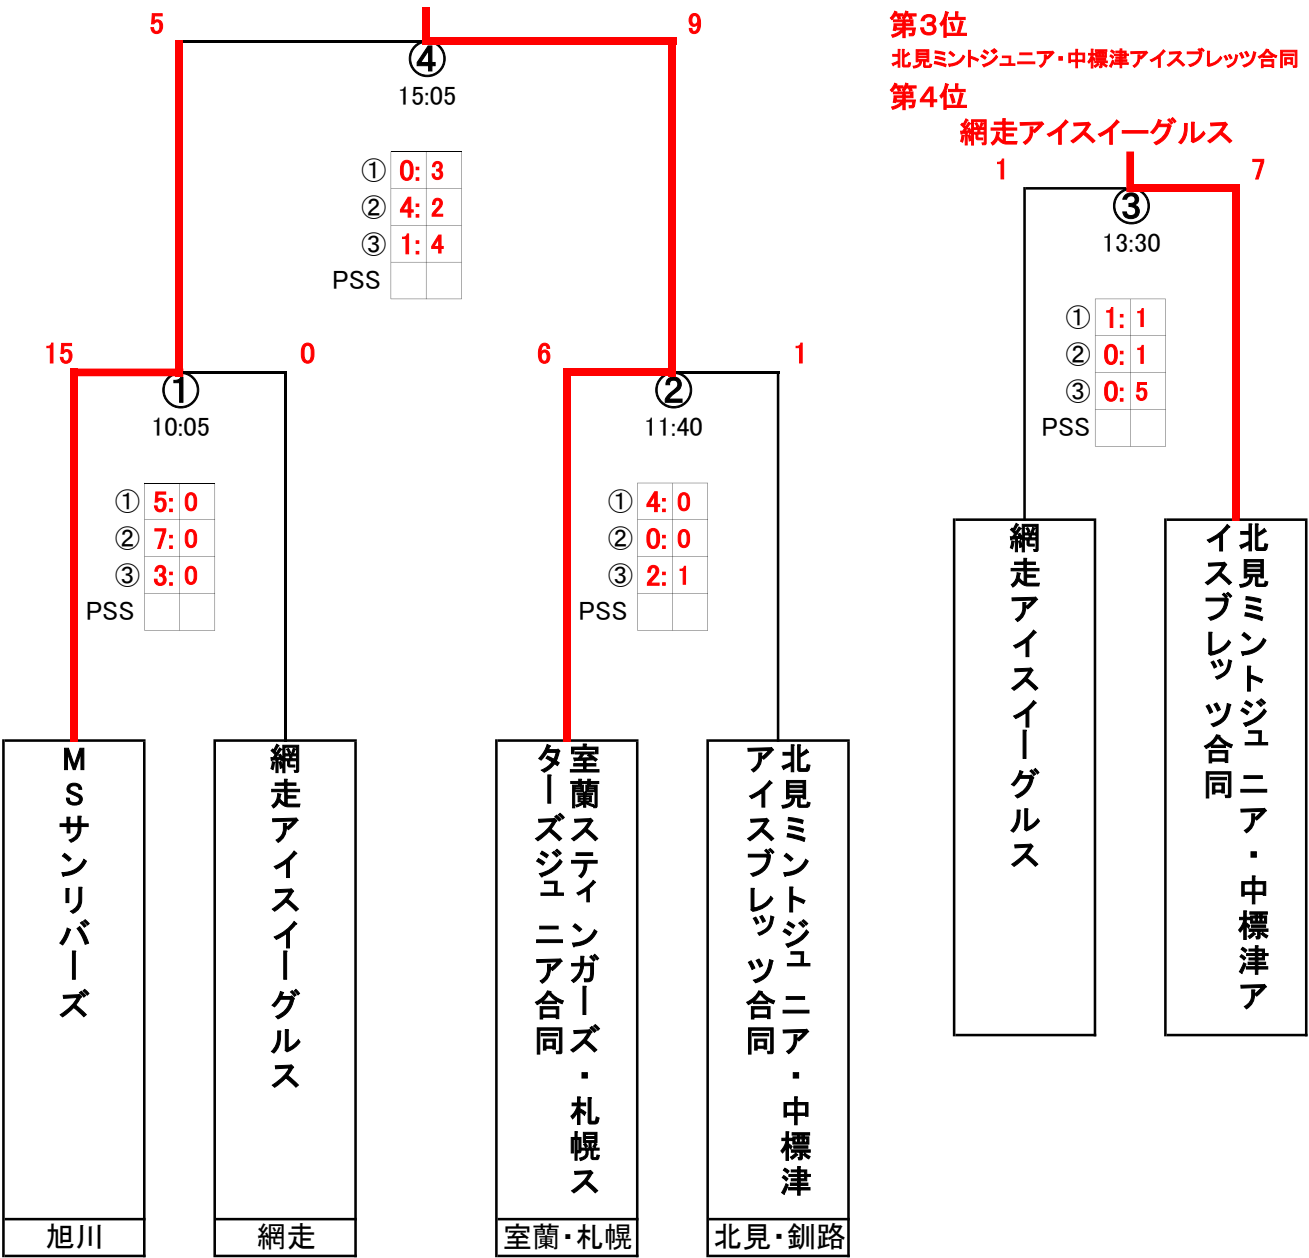 5
9
④
15:05
① 0: 3
② 4: 2
③ 1: 4
PSS
第3位
北見ミントジュニア・中標津アイスブレッツ合同
第4位
網走アイスイーグルス
1
7
③
13:30
① 1: 1
② 0: 1
③ 0: 5
PSS
15
0
①
10:05
① 5: 0
② 7: 0
③ 3: 0
PSS
6
1
②
11:40
① 4: 0
② 0: 0
③ 2: 1
PSS
網走アイスイーグルス
北見ミントジュニア・中標津ア
イスブレッツ合同
MSサンリバーズ
網走アイスイーグルス
室蘭スティンガーズ・札幌ス
ターズジュニア合同
北見ミントジュニア・中標津
アイスブレッツ合同
旭川
網走
室蘭・札幌
北見・釧路